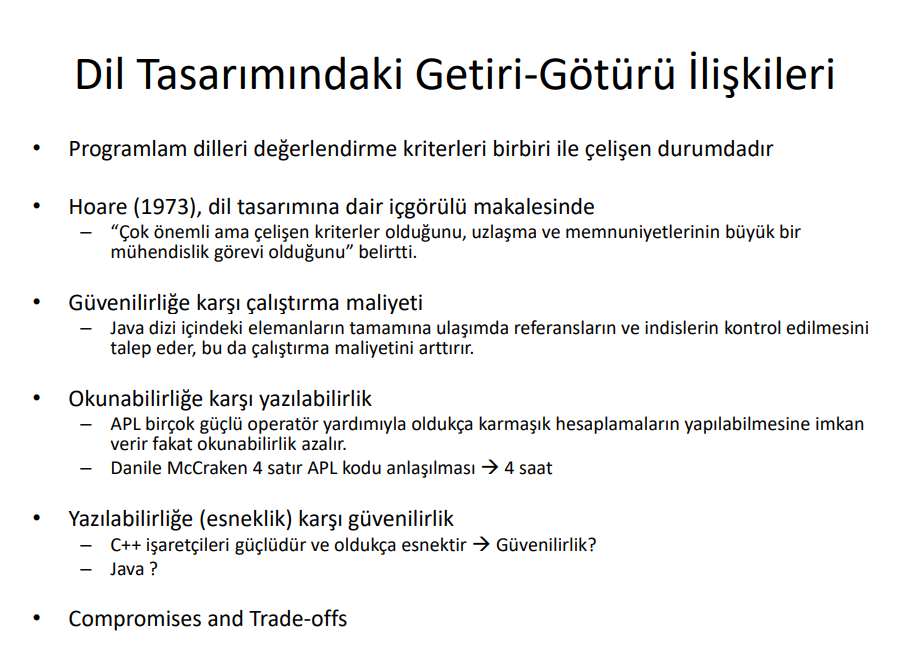 Dil Tasarımındaki Getiri-Götürü İlişkileri
• Programlam dilleri değerlendirme kriterleri birbiri ile çelişen durumdadır
• Hoare (1973), dil tasarımına dair içgörülü makalesinde
– “Çok önemli ama çelişen kriterler olduğunu, uzlaşma ve memnuniyetlerinin büyük bir
mühendislik görevi olduğunu” belirtti.
• Güvenilirliğe karşı çalıştırma maliyeti
– Java dizi içindeki elemanların tamamına ulaşımda referansların ve indislerin kontrol edilmesini
talep eder, bu da çalıştırma maliyetini arttırır.
• Okunabilirliğe karşı yazılabilirlik
– APL birçok güçlü operatör yardımıyla oldukça karmaşık hesaplamaların yapılabilmesine imkan
verir fakat okunabilirlik azalır.
– Danile McCraken 4 satır APL kodu anlaşılması → 4 saat
• Yazılabilirliğe (esneklik) karşı güvenilirlik
– C++ işaretçileri güçlüdür ve oldukça esnektir → Güvenilirlik?
– Java ?
• Compromises and Trade-offs